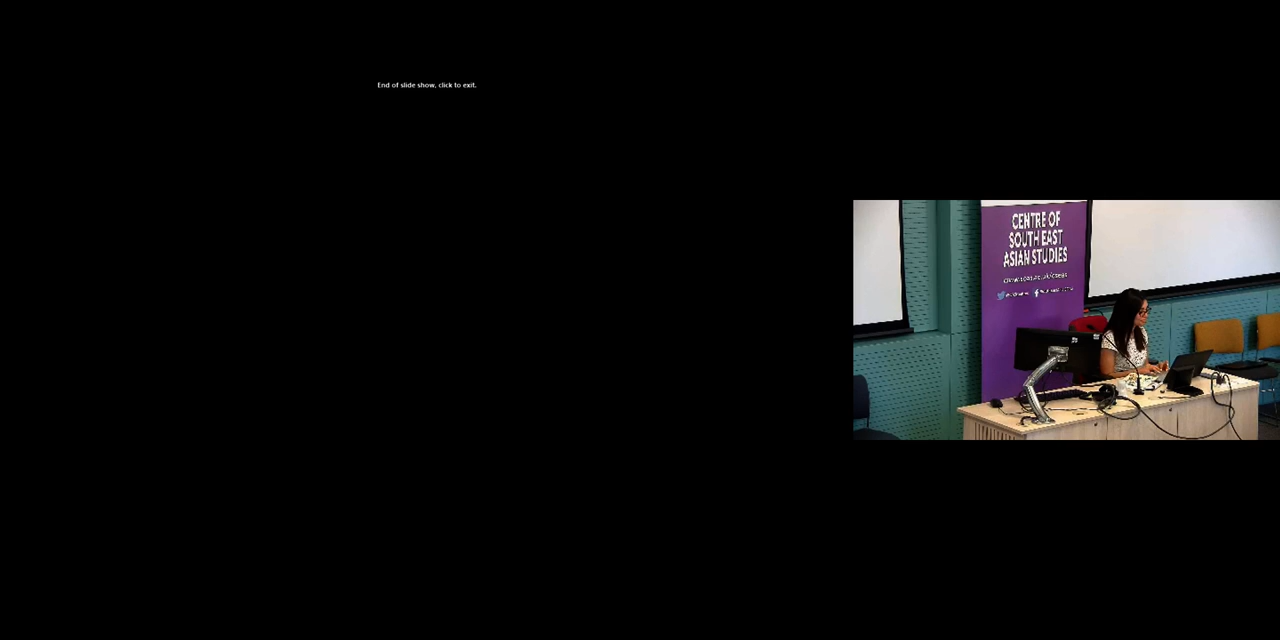 End of slide show, click to exit.
CENTRE OF
SOUTH EAST
ASIAN STUDIES